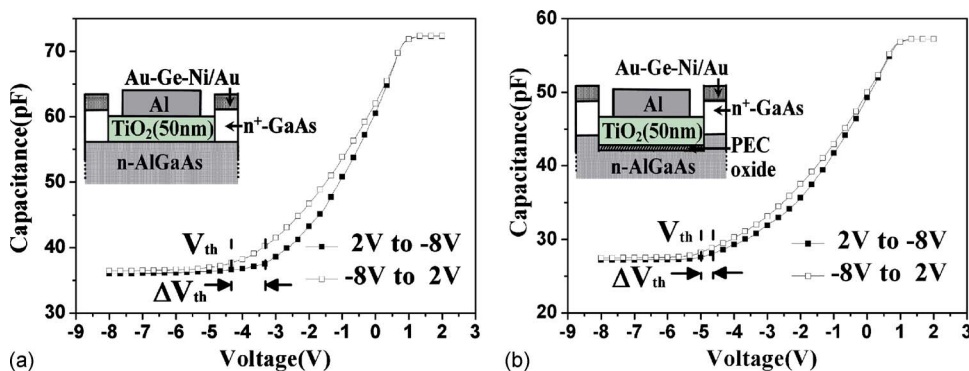 Capacitance(pF)
70
60
50
40
30
-9 -8 -7 -6 -5 -4 -3 -2 -1 0 1 2 3
Voltage(V)
Au-Ge-Ni/Au
Al
TiO2(50nm)
n+-GaAs
n-AlGaAs
Vth
ΔVth
2V to -8V
-8V to 2V
(a)
Capacitance(pF)
60
50
40
30
20
-9 -8 -7 -6 -5 -4 -3 -2 -1 0 1 2 3
Voltage(V)
Au-Ge-Ni/Au
Al
TiO2(50nm)
n+-GaAs
PEC
oxide
n-AlGaAs
Vth
ΔVth
2V to -8V
-8V to 2V
(b)